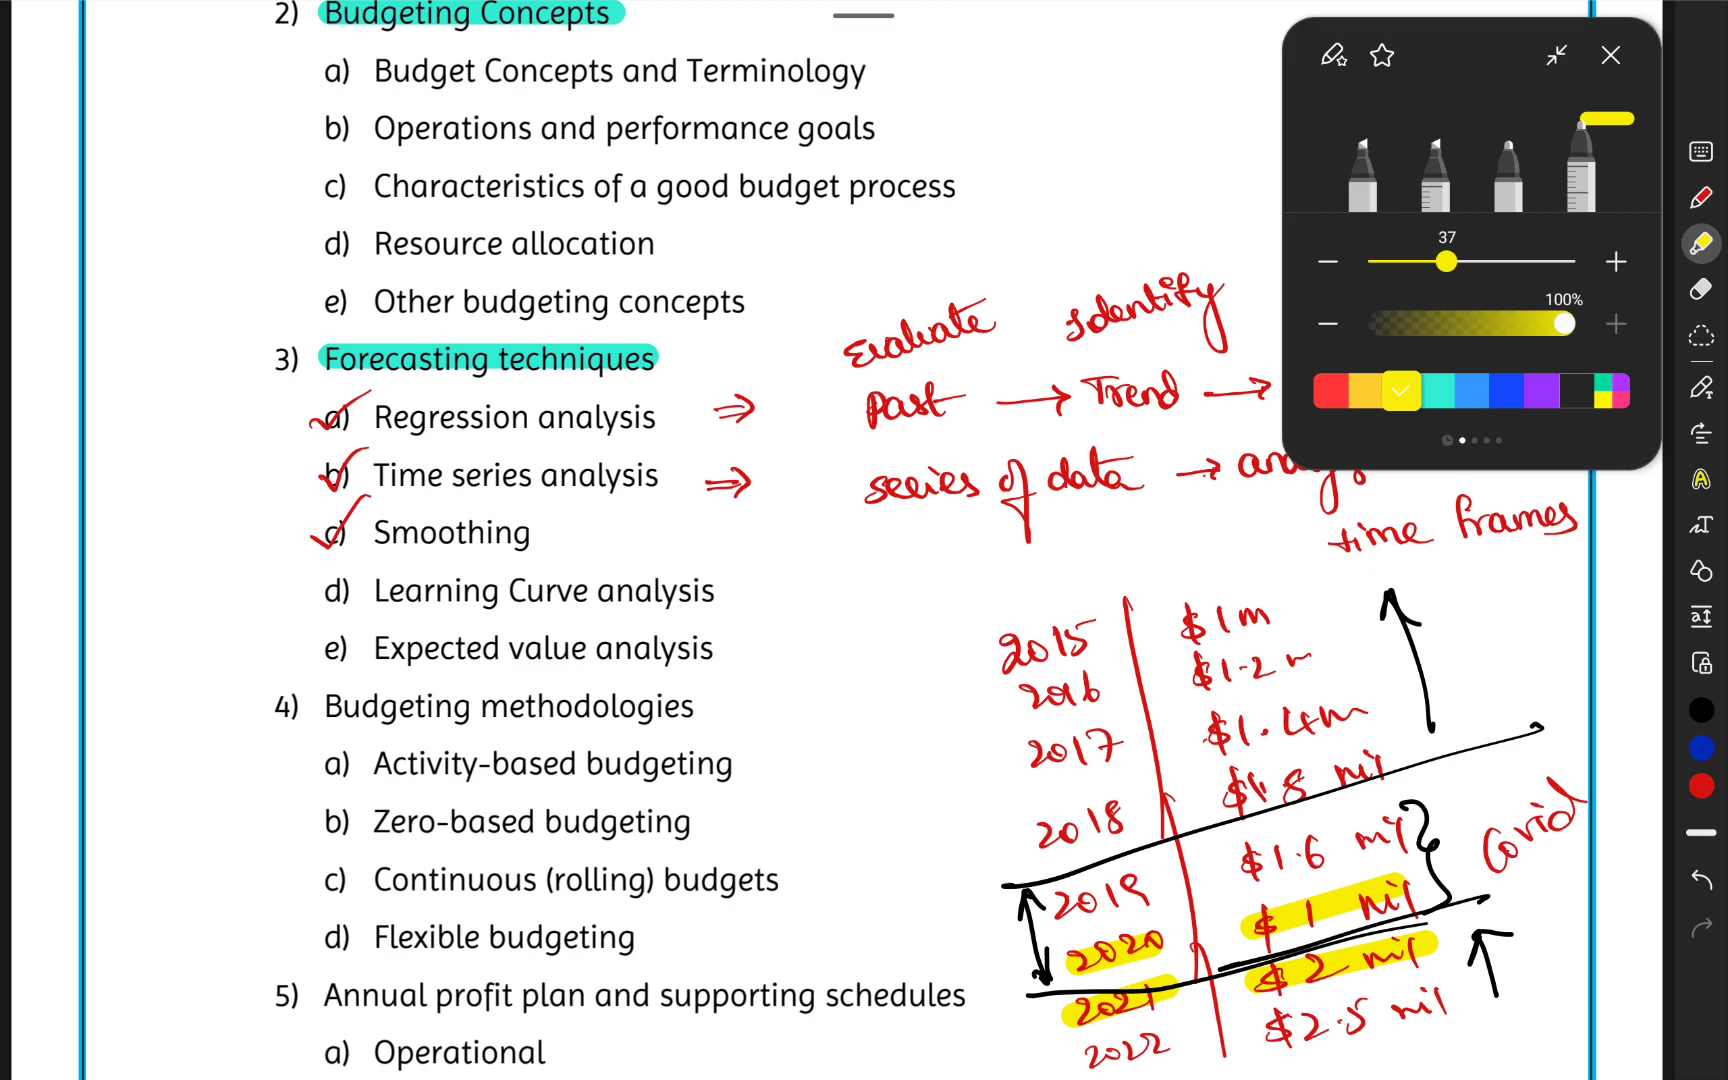 2) Budgeting Concepts
a) Budget Concepts and Terminology
b) Operations and performance goals
c) Characteristics of a good budget process
d) Resource allocation
e) Other budgeting concepts
3) Forecasting techniques
a) Regression analysis
b) Time series analysis
c) Smoothing
d) Learning Curve analysis
e) Expected value analysis
4) Budgeting methodologies
a) Activity-based budgeting
b) Zero-based budgeting
c) Continuous (rolling) budgets
d) Flexible budgeting
5) Annual profit plan and supporting schedules
a) Operational
Evaluate Identify
⇒ Past → Trend →
⇒ series of data →
time frames
2015 $1m
2016 $1.2 m
2017 $1.4m
2018 $1.8 mil
2019 $1.6 mil
2020 $1 mil
2021 $2 mil
2022 $2.5 mil
Covid
37
100%